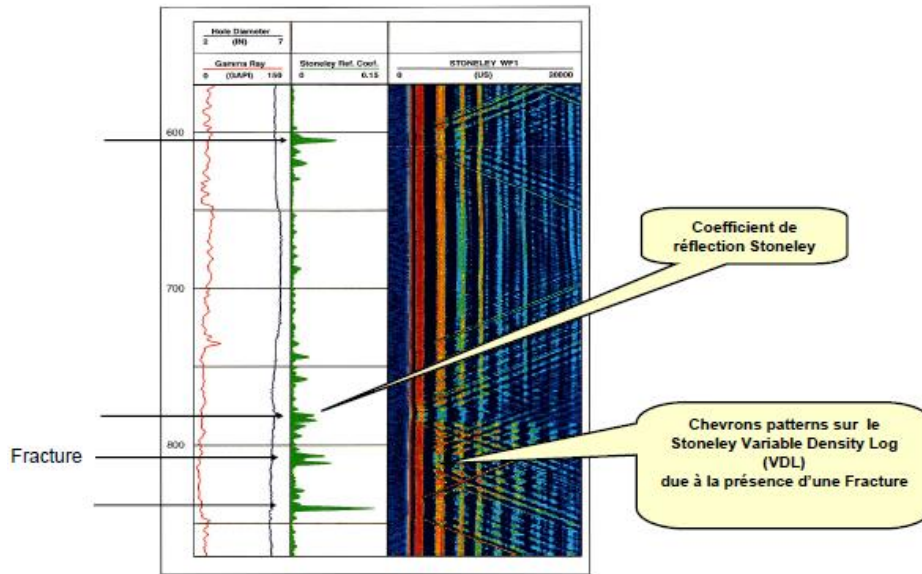 Hole Diameter
2 (IN) 7
Gamma Ray
0 (GAPI) 150
Stoneley Ref. Coef.
0 0.15
STONELEY WF1
0 (US) 20000
600
700
800
Fracture
Coefficient de
réflection Stoneley
Chevrons patterns sur le
Stoneley Variable Density Log
(VDL)
due à la présence d'une Fracture